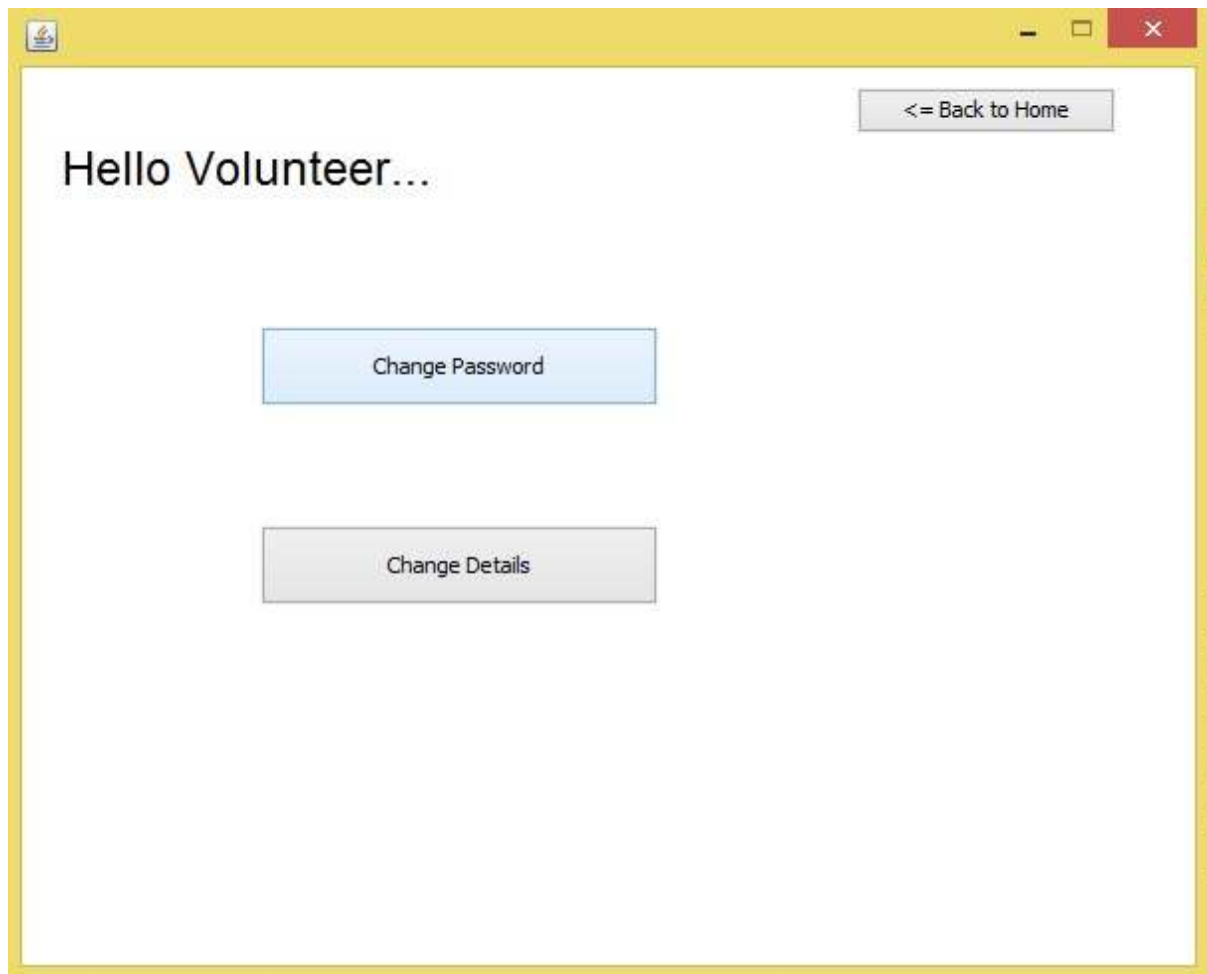 <= Back to Home
Hello Volunteer...
Change Password
Change Details